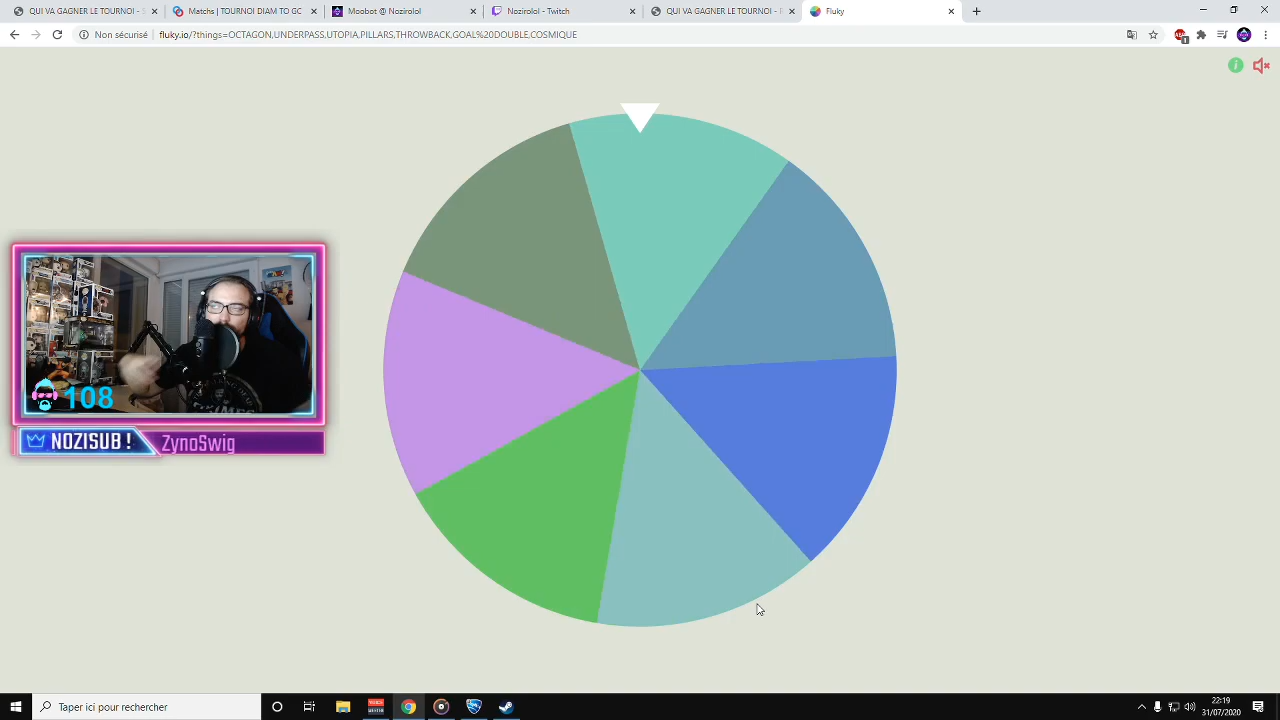 QUI VA GAGNER LE TOURNOI -
Matchs | TOURNOI DIAM TO GC
Moobot @ Nozirolol
Nozirolol - Twitch
QUI VA GAGNER LE TOURNOI -
Fluky
Non sécurisé
fluky.io/?things=OCTAGON,UNDERPASS,UTOPIA,PILLARS,THROWBACK,GOAL%20DOUBLE,COSMIQUE
108
NOZISUB !
ZynoSwig
Taper ici pour rechercher
22:19
31/07/2020